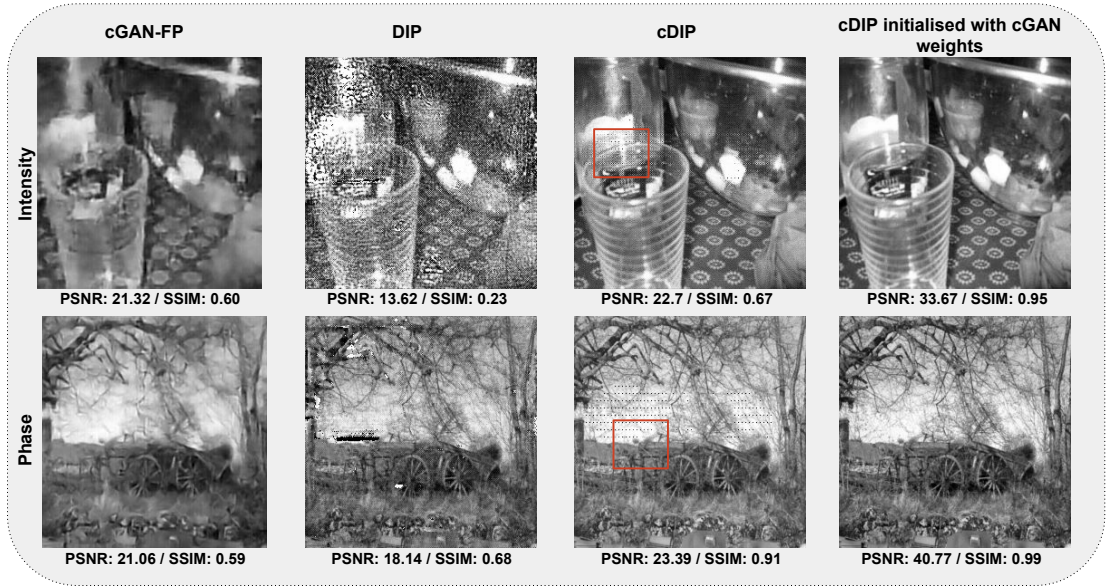 cGAN-FP
DIP
cDIP
cDIP initialised with cGAN
weights
Intensity
PSNR: 21.32 / SSIM: 0.60
PSNR: 13.62 / SSIM: 0.23
PSNR: 22.7 / SSIM: 0.67
PSNR: 33.67 / SSIM: 0.95
Phase
PSNR: 21.06 / SSIM: 0.59
PSNR: 18.14 / SSIM: 0.68
PSNR: 23.39 / SSIM: 0.91
PSNR: 40.77 / SSIM: 0.99